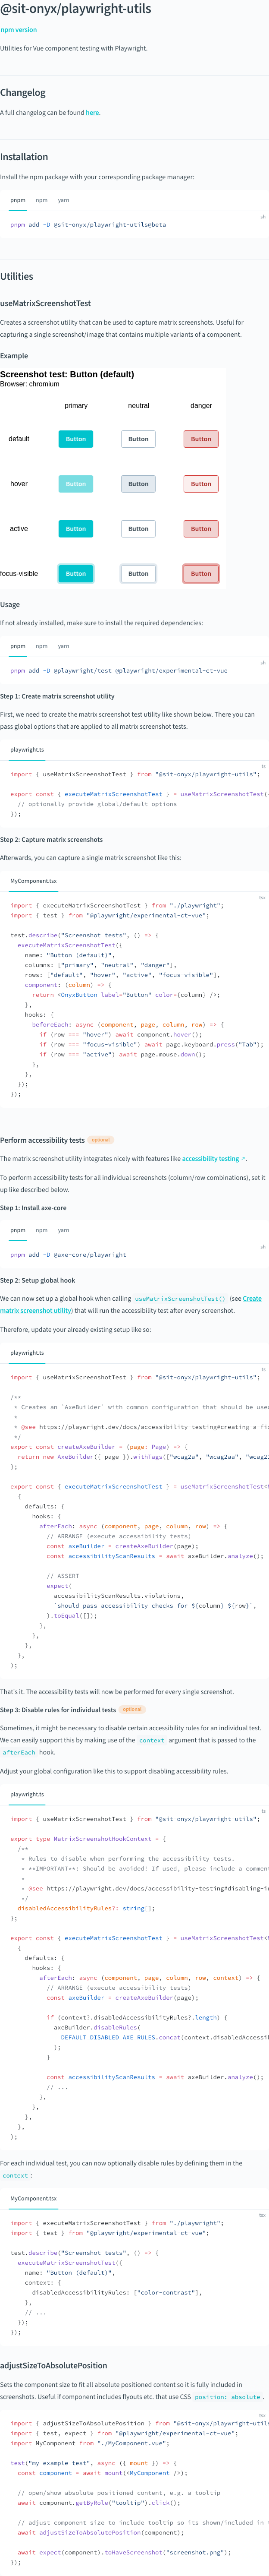 @sit-onyx/playwright-utils
npm version
Utilities for Vue component testing with Playwright.
Changelog
A full changelog can be found here.
Installation
Install the npm package with your corresponding package manager:
pnpm npm yarn
sh
pnpm add -D @sit-onyx/playwright-utils@beta
Utilities
useMatrixScreenshotTest
Creates a screenshot utility that can be used to capture matrix screenshots. Useful for
capturing a single screenshot/image that contains multiple variants of a component.
Example
Screenshot test: Button (default)
Browser: chromium
primary neutral danger
default Button Button Button
hover Button Button Button
active Button Button Button
focus-visible Button Button Button
Usage
If not already installed, make sure to install the required dependencies:
pnpm npm yarn
sh
pnpm add -D @playwright/test @playwright/experimental-ct-vue
Step 1: Create matrix screenshot utility
First, we need to create the matrix screenshot test utility like shown below. There you can
pass global options that are applied to all matrix screenshot tests.
playwright.ts
ts
import { useMatrixScreenshotTest } from "@sit-onyx/playwright-utils";
export const { executeMatrixScreenshotTest } = useMatrixScreenshotTest(
// optionally provide global/default options
});
Step 2: Capture matrix screenshots
Afterwards, you can capture a single matrix screenshot like this:
MyComponent.tsx
tsx
import { executeMatrixScreenshotTest } from "./playwright";
import { test } from "@playwright/experimental-ct-vue";
test.describe("Screenshot tests", () => {
executeMatrixScreenshotTest({
name: "Button (default)",
columns: ["primary", "neutral", "danger"],
rows: ["default", "hover", "active", "focus-visible"],
component: (column) => {
return <OnyxButton label="Button" color={column} />;
},
hooks: {
beforeEach: async (component, page, column, row) => {
if (row === "hover") await component.hover();
if (row === "focus-visible") await page.keyboard.press("Tab");
if (row === "active") await page.mouse.down();
},
},
});
});
Perform accessibility tests optional
The matrix screenshot utility integrates nicely with features like accessibility testing ↗.
To perform accessibility tests for all individual screenshots (column/row combinations), set it
up like described below.
Step 1: Install axe-core
pnpm npm yarn
sh
pnpm add -D @axe-core/playwright
Step 2: Setup global hook
We can now set up a global hook when calling useMatrixScreenshotTest() (see Create
matrix screenshot utility) that will run the accessibility test after every screenshot.
Therefore, update your already existing setup like so:
playwright.ts
ts
import { useMatrixScreenshotTest } from "@sit-onyx/playwright-utils";
/**
* Creates an `AxeBuilder` with common configuration that should be use
*
* @see https://playwright.dev/docs/accessibility-testing#creating-a-fi
*/
export const createAxeBuilder = (page: Page) => {
return new AxeBuilder({ page }).withTags(["wcag2a", "wcag2aa", "wcag2
};
export const { executeMatrixScreenshotTest } = useMatrixScreenshotTest<
{
defaults: {
hooks: {
afterEach: async (component, page, column, row) => {
// ARRANGE (execute accessibility tests)
const axeBuilder = createAxeBuilder(page);
const accessibilityScanResults = await axeBuilder.analyze();
// ASSERT
expect(
accessibilityScanResults.violations,
`should pass accessibility checks for ${column} ${row}`,
).toEqual([]);
},
},
},
},
);
That's it. The accessibility tests will now be performed for every single screenshot.
Step 3: Disable rules for individual tests optional
Sometimes, it might be necessary to disable certain accessibility rules for an individual test.
We can easily support this by making use of the context argument that is passed to the
afterEach hook.
Adjust your global configuration like this to support disabling accessibility rules.
playwright.ts
ts
import { useMatrixScreenshotTest } from "@sit-onyx/playwright-utils";
export type MatrixScreenshotHookContext = {
/**
* Rules to disable when performing the accessibility tests.
* **IMPORTANT**: Should be avoided! If used, please include a commen
*
* @see https://playwright.dev/docs/accessibility-testing#disabling-i
*/
disabledAccessibilityRules?: string[];
};
export const { executeMatrixScreenshotTest } = useMatrixScreenshotTest<
{
defaults: {
hooks: {
afterEach: async (component, page, column, row, context) => {
// ARRANGE (execute accessibility tests)
const axeBuilder = createAxeBuilder(page);
if (context?.disabledAccessibilityRules?.length) {
axeBuilder.disableRules(
DEFAULT_DISABLED_AXE_RULES.concat(context.disabledAccessib
);
}
const accessibilityScanResults = await axeBuilder.analyze();
// ...
},
},
},
},
);
For each individual test, you can now optionally disable rules by defining them in the
context:
MyComponent.tsx
tsx
import { executeMatrixScreenshotTest } from "./playwright";
import { test } from "@playwright/experimental-ct-vue";
test.describe("Screenshot tests", () => {
executeMatrixScreenshotTest({
name: "Button (default)",
context: {
disabledAccessibilityRules: ["color-contrast"],
},
// ...
});
});
adjustSizeToAbsolutePosition
Sets the component size to fit all absolute positioned content so it is fully included in
screenshots. Useful if component includes flyouts etc. that use CSS position: absolute.
tsx
import { adjustSizeToAbsolutePosition } from "@sit-onyx/playwright-utils
import { test, expect } from "@playwright/experimental-ct-vue";
import MyComponent from "./MyComponent.vue";
test("my example test", async ({ mount }) => {
const component = await mount(<MyComponent />);
// open/show absolute positioned content, e.g. a tooltip
await component.getByRole("tooltip").click();
// adjust component size to include tooltip so its shown/included in
await adjustSizeToAbsolutePosition(component);
await expect(component).toHaveScreenshot("screenshot.png");
});